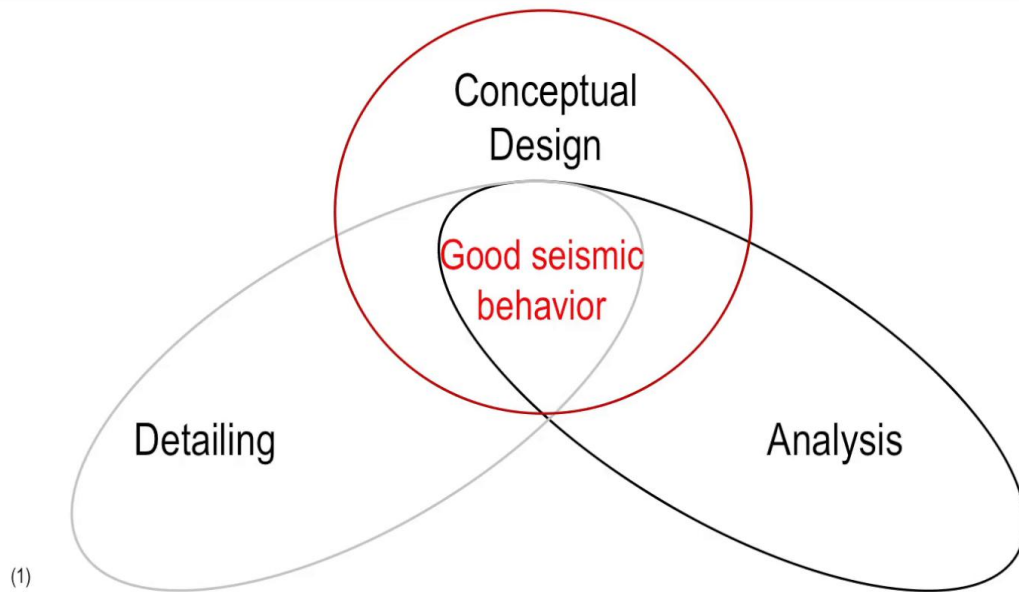 Conceptual
Design
Good seismic
behavior
Detailing
Analysis
(1)